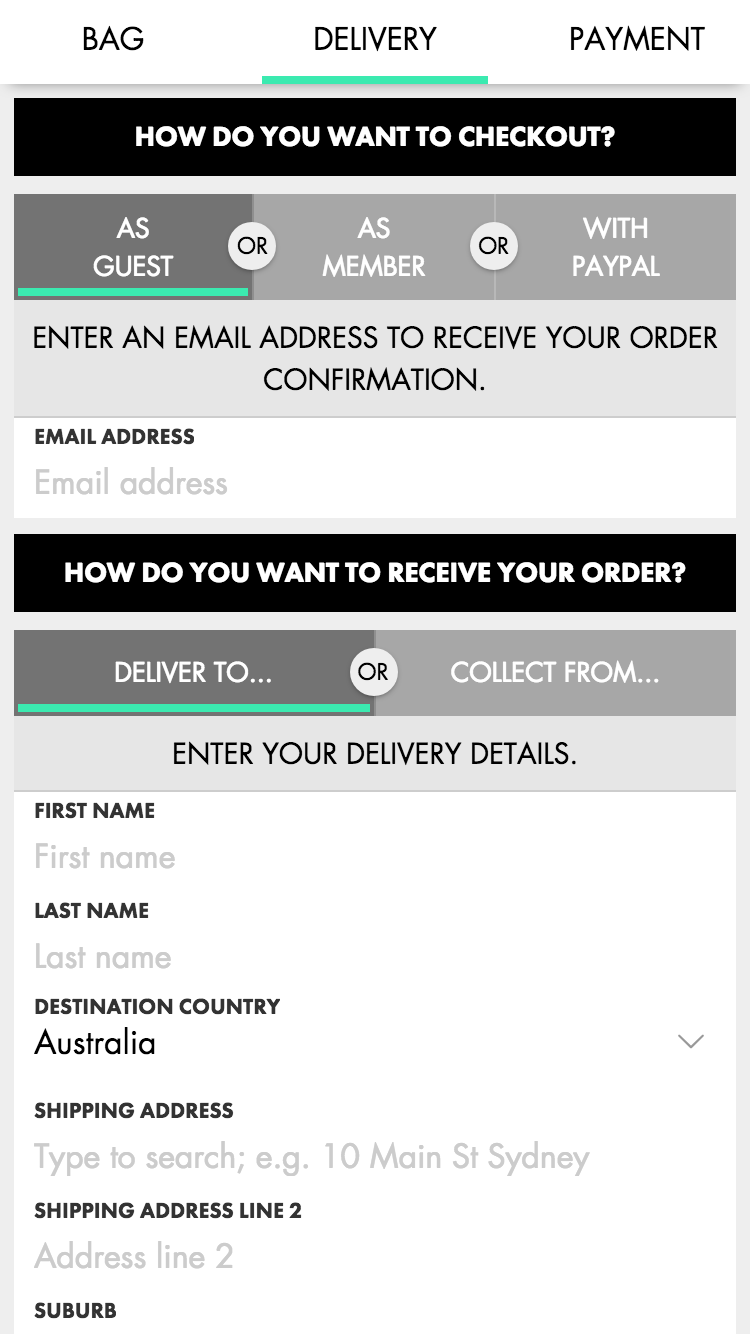 BAG DELIVERY PAYMENT
HOW DO YOU WANT TO CHECKOUT?
AS GUEST OR AS MEMBER OR WITH PAYPAL
ENTER AN EMAIL ADDRESS TO RECEIVE YOUR ORDER
CONFIRMATION.
EMAIL ADDRESS
Email address
HOW DO YOU WANT TO RECEIVE YOUR ORDER?
DELIVER TO... OR COLLECT FROM...
ENTER YOUR DELIVERY DETAILS.
FIRST NAME
First name
LAST NAME
Last name
DESTINATION COUNTRY
Australia
SHIPPING ADDRESS
Type to search; e.g. 10 Main St Sydney
SHIPPING ADDRESS LINE 2
Address line 2
SUBURB